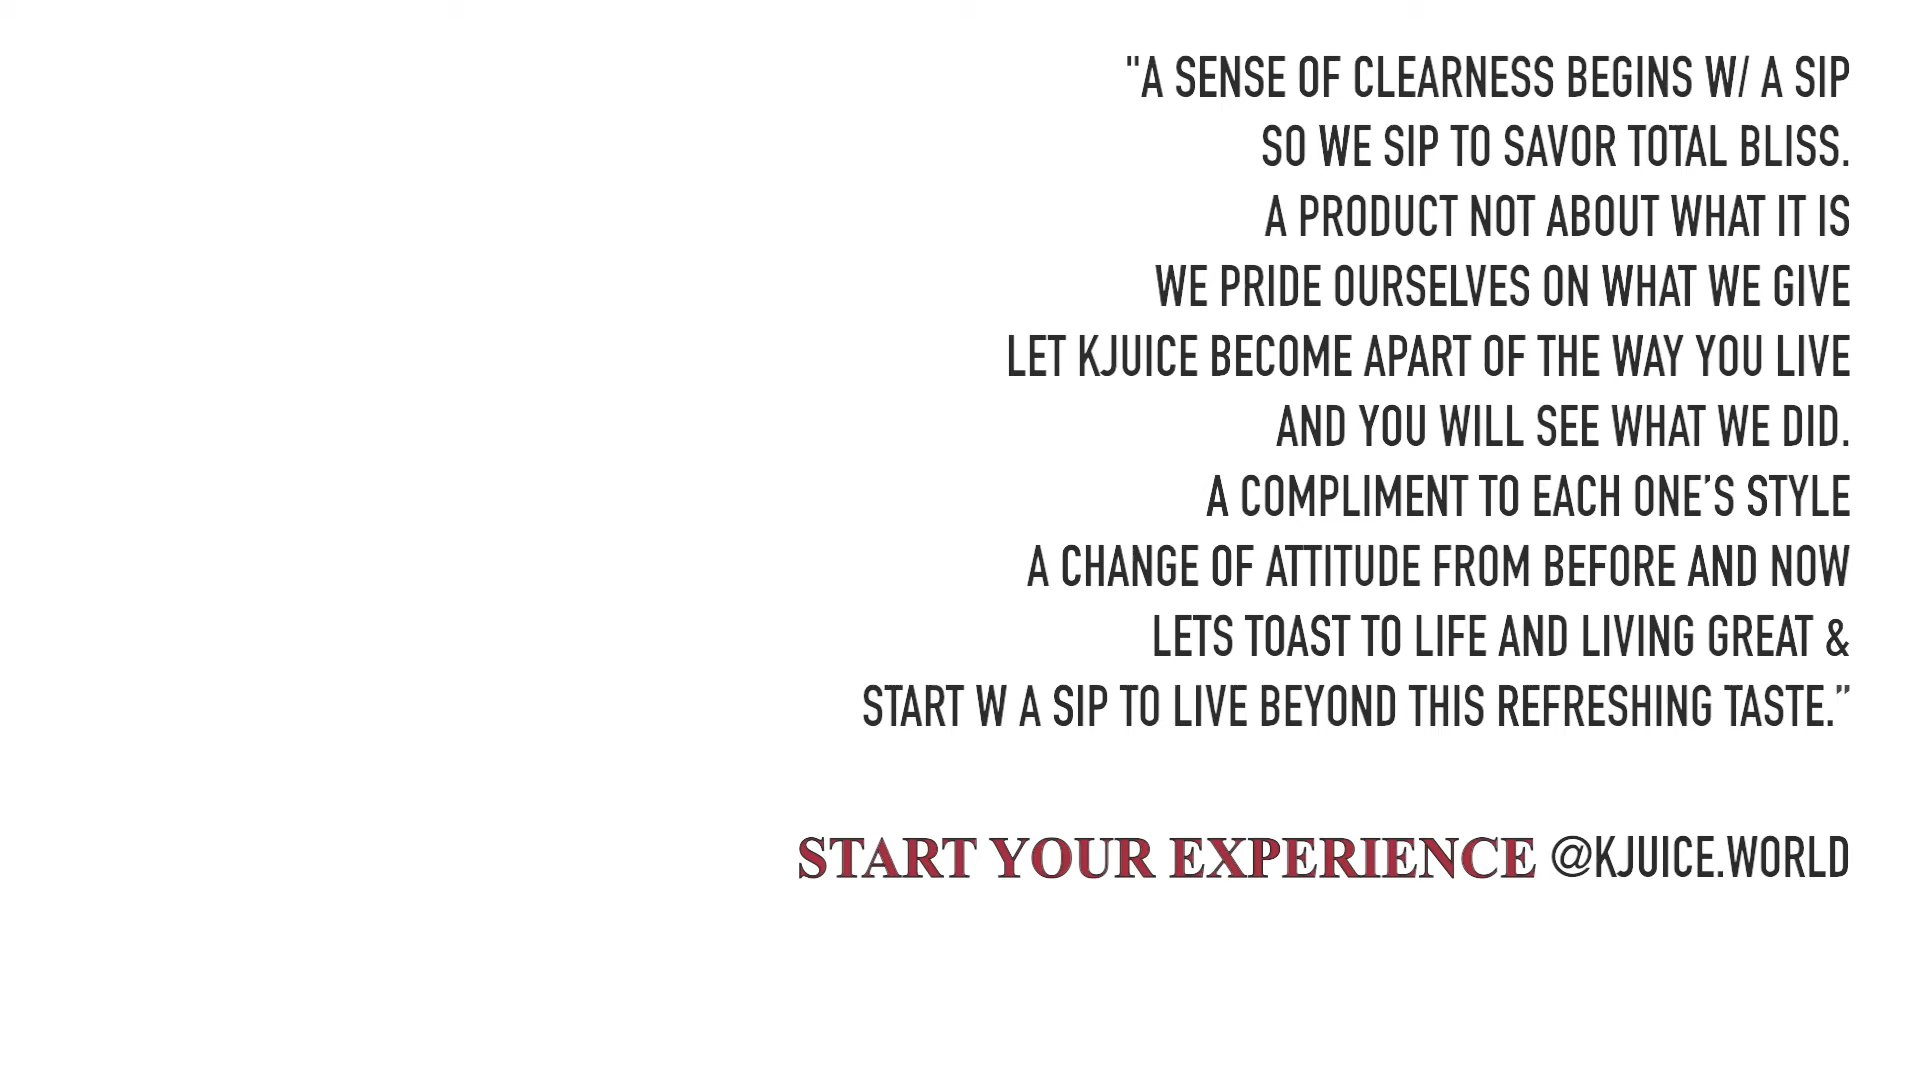 "A SENSE OF CLEARNESS BEGINS W/ A SIP
SO WE SIP TO SAVOR TOTAL BLISS.
A PRODUCT NOT ABOUT WHAT IT IS
WE PRIDE OURSELVES ON WHAT WE GIVE
LET KJUICE BECOME APART OF THE WAY YOU LIVE
AND YOU WILL SEE WHAT WE DID.
A COMPLIMENT TO EACH ONE’S STYLE
A CHANGE OF ATTITUDE FROM BEFORE AND NOW
LETS TOAST TO LIFE AND LIVING GREAT &
START W A SIP TO LIVE BEYOND THIS REFRESHING TASTE.”
START YOUR EXPERIENCE @KJUICE.WORLD